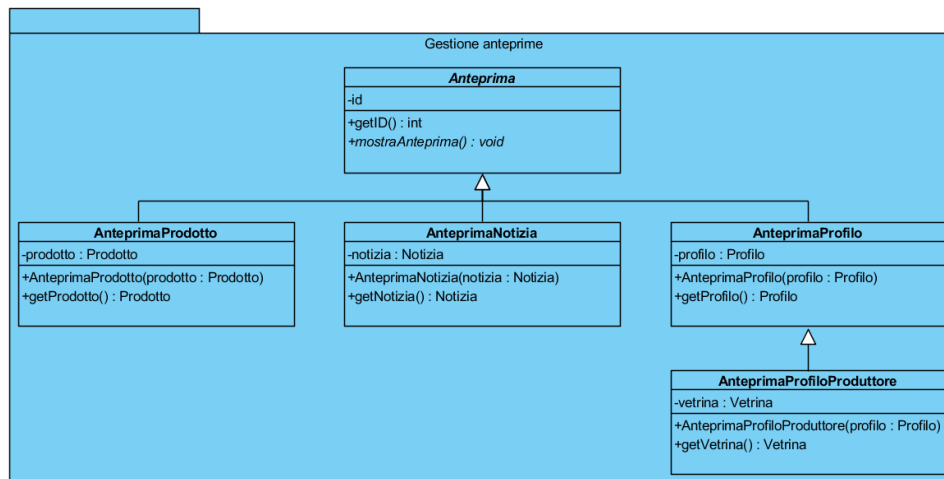 Gestione anteprime
Anteprima
-id
+getID() : int
+mostraAnteprima() : void
AnteprimaProdotto
-prodotto : Prodotto
+AnteprimaProdotto(prodotto : Prodotto)
+getProdotto() : Prodotto
AnteprimaNotizia
-notizia : Notizia
+AnteprimaNotizia(notizia : Notizia)
+getNotizia() : Notizia
AnteprimaProfilo
-profilo : Profilo
+AnteprimaProfilo(profilo : Profilo)
+getProfilo() : Profilo
AnteprimaProfiloProduttore
-vetrina : Vetrina
+AnteprimaProfiloProduttore(profilo : Profilo)
+getVetrina() : Vetrina